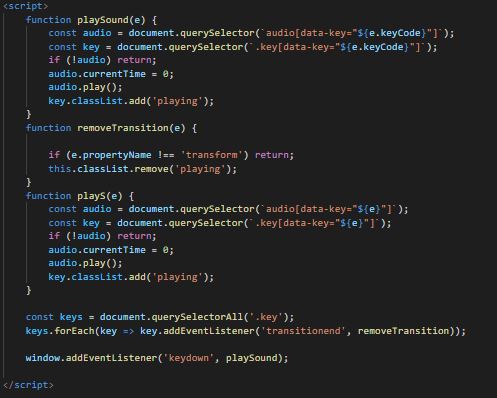 <script>
function playSound(e) {
const audio = document.querySelector(`audio[data-key="${e.keyCode}"]`);
const key = document.querySelector(`.key[data-key="${e.keyCode}"]`);
if (!audio) return;
audio.currentTime = 0;
audio.play();
key.classList.add('playing');
}
function removeTransition(e) {
if (e.propertyName !== 'transform') return;
this.classList.remove('playing');
}
function playS(e) {
const audio = document.querySelector(`audio[data-key="${e}"]`);
const key = document.querySelector(`.key[data-key="${e}"]`);
if (!audio) return;
audio.currentTime = 0;
audio.play();
key.classList.add('playing');
}
const keys = document.querySelectorAll('.key');
keys.forEach(key => key.addEventListener('transitionend', removeTransition));
window.addEventListener('keydown', playSound);
</script>